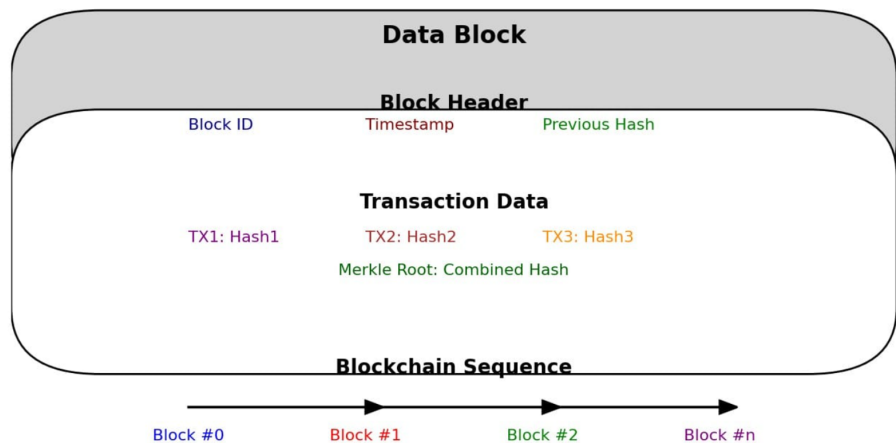 Data Block
Block Header
Block ID Timestamp Previous Hash
Transaction Data
TX1: Hash1 TX2: Hash2 TX3: Hash3
Merkle Root: Combined Hash
Blockchain Sequence
Block #0 Block #1 Block #2 Block #n